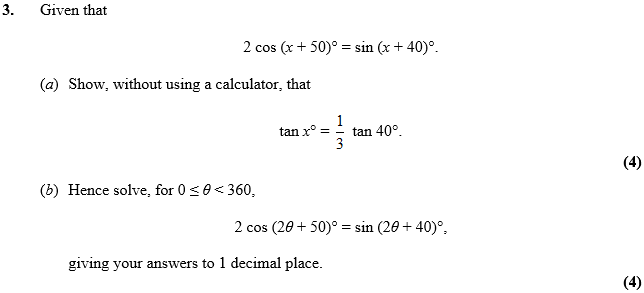 3. Given that
2 cos (x + 50)° = sin (x + 40)°.
(a) Show, without using a calculator, that
tan x° = 1/3 tan 40°.
(4)
(b) Hence solve, for 0 ≤ θ < 360,
2 cos (2θ + 50)° = sin (2θ + 40)°,
giving your answers to 1 decimal place.
(4)